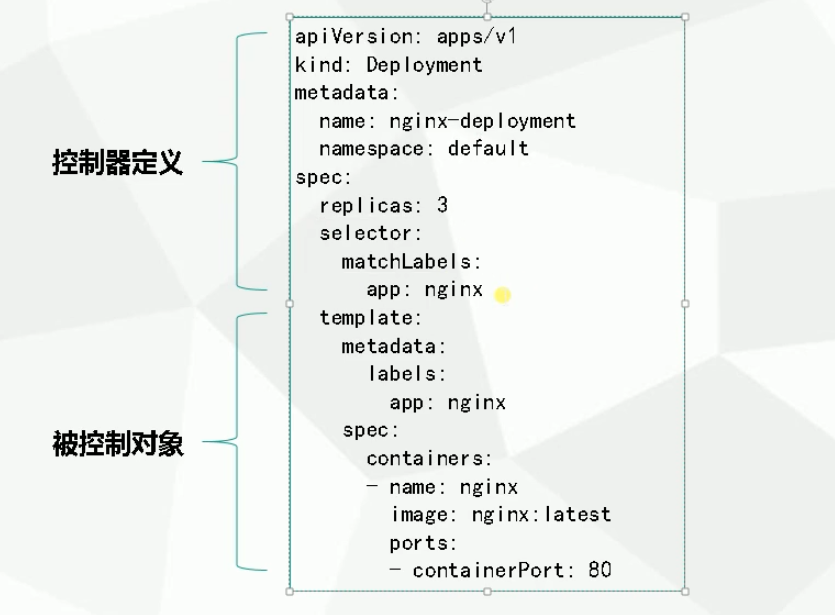 apiVersion: apps/v1
kind: Deployment
metadata:
  name: nginx-deployment
  namespace: default
控制器定义
spec:
  replicas: 3
  selector:
    matchLabels:
      app: nginx
  template:
    metadata:
      labels:
        app: nginx
    spec:
被控制对象
      containers:
      - name: nginx
        image: nginx:latest
        ports:
        - containerPort: 80